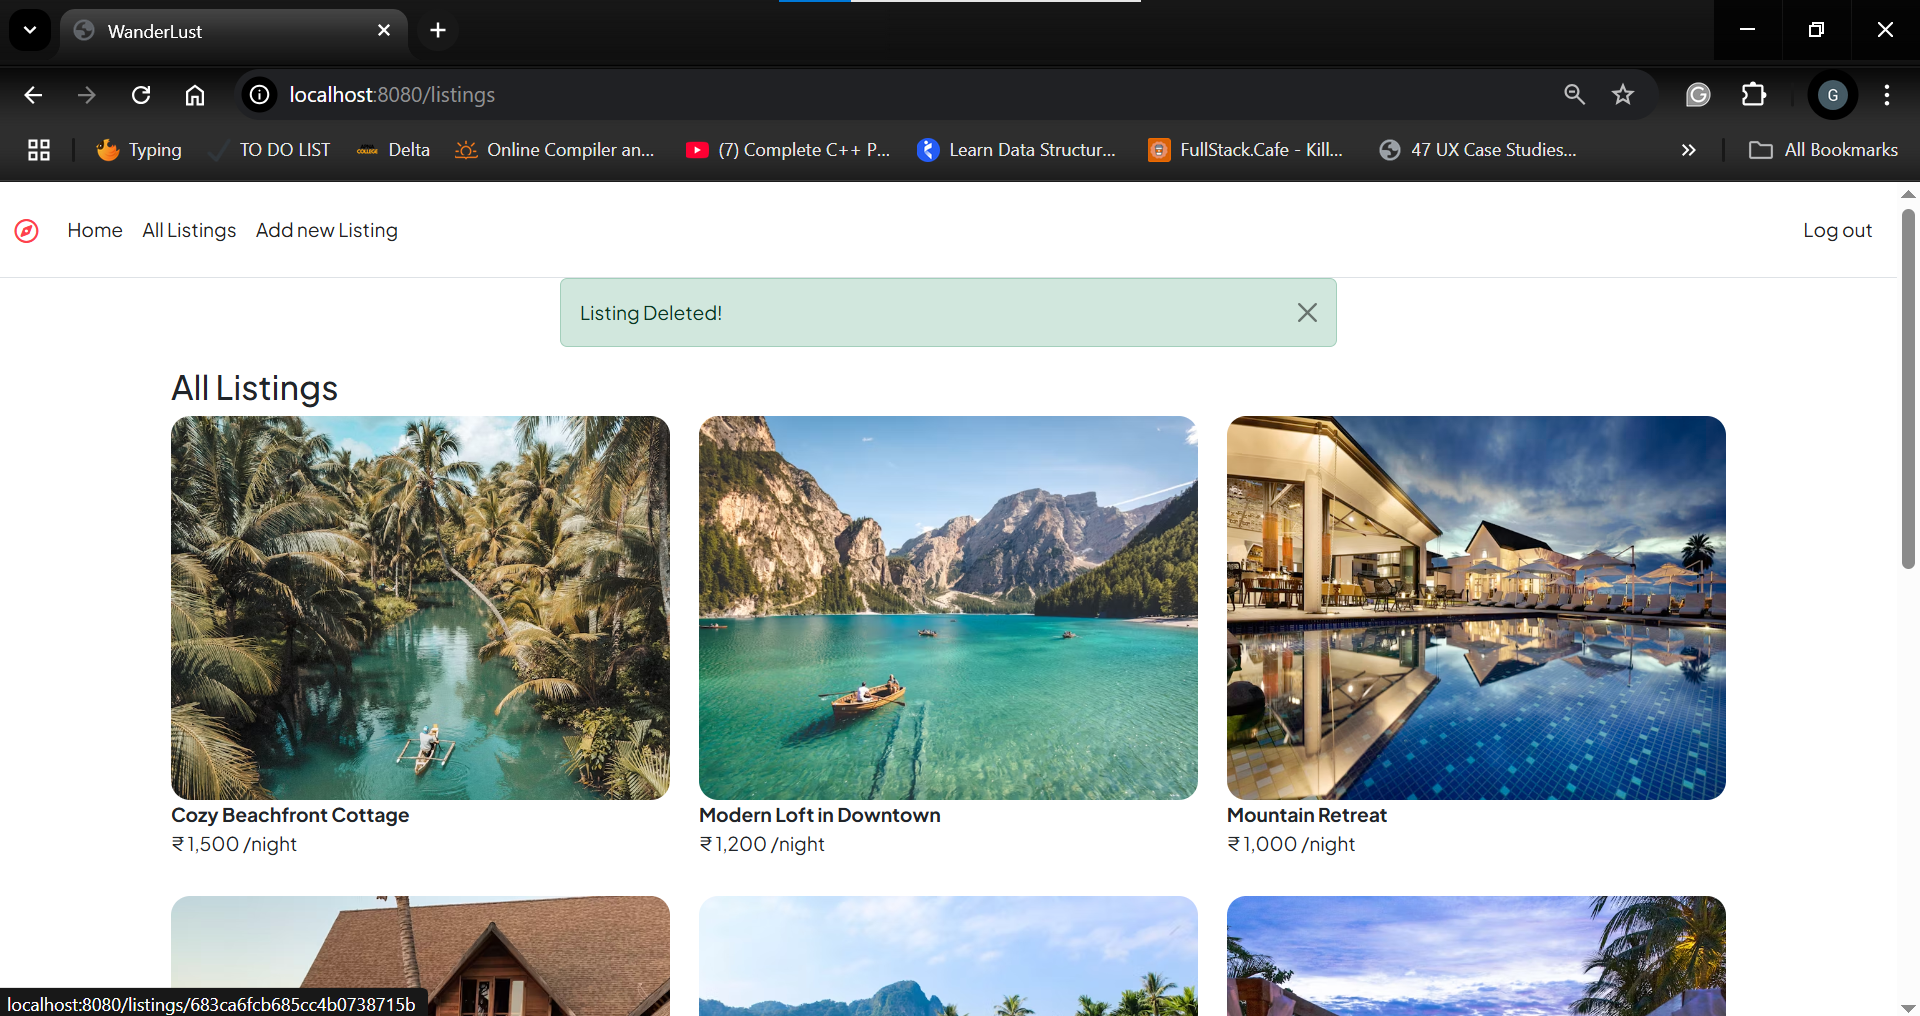 WanderLust
localhost:8080/listings
G
Typing
TO DO LIST
Delta
Online Compiler an...
(7) Complete C++ P...
Learn Data Structur...
FullStack.Cafe - Kill...
47 UX Case Studies...
All Bookmarks
Home
All Listings
Add new Listing
Log out
Listing Deleted!
All Listings
Cozy Beachfront Cottage
₹1,500 /night
Modern Loft in Downtown
₹1,200 /night
Mountain Retreat
₹1,000 /night
localhost:8080/listings/683ca6fcb685cc4b0738715b